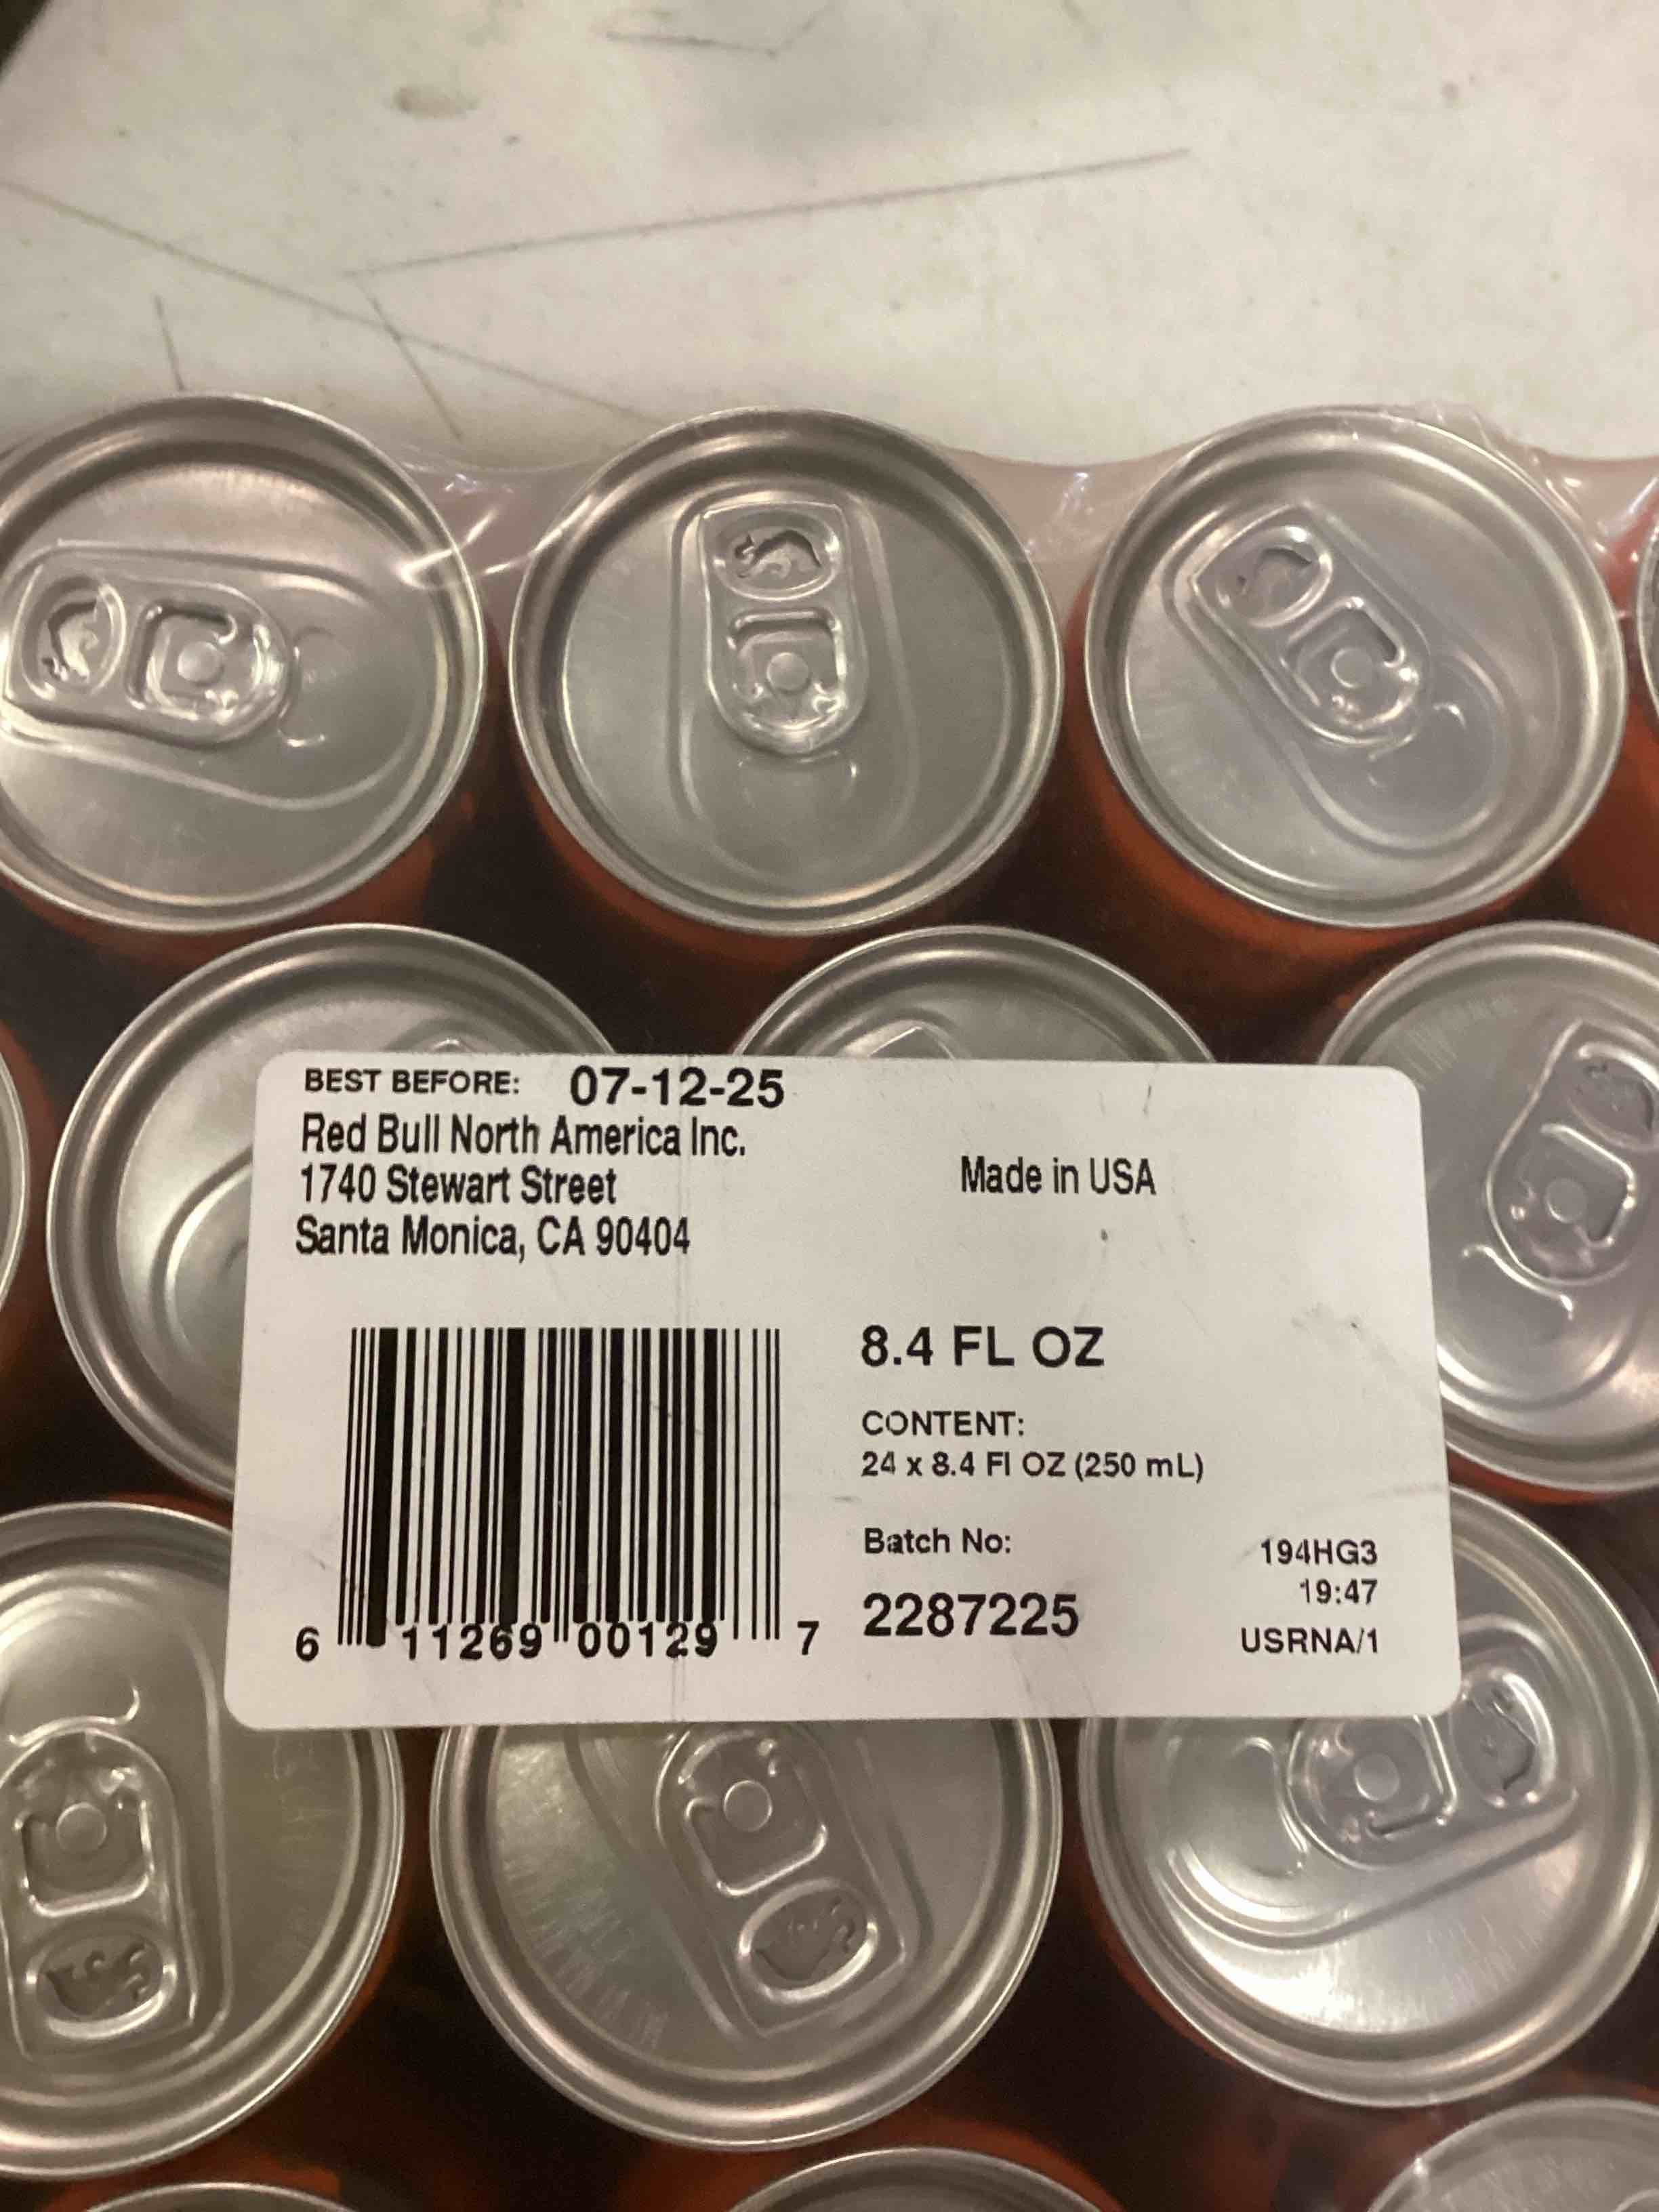 BEST BEFORE: 07-12-25
Red Bull North America Inc.
1740 Stewart Street
Santa Monica, CA 90404
Made in USA
8.4 FL OZ
CONTENT:
24 x 8.4 Fl OZ (250 mL)
Batch No:
2287225
194HG3
19:47
USRNA/1
6 11269 00129 7